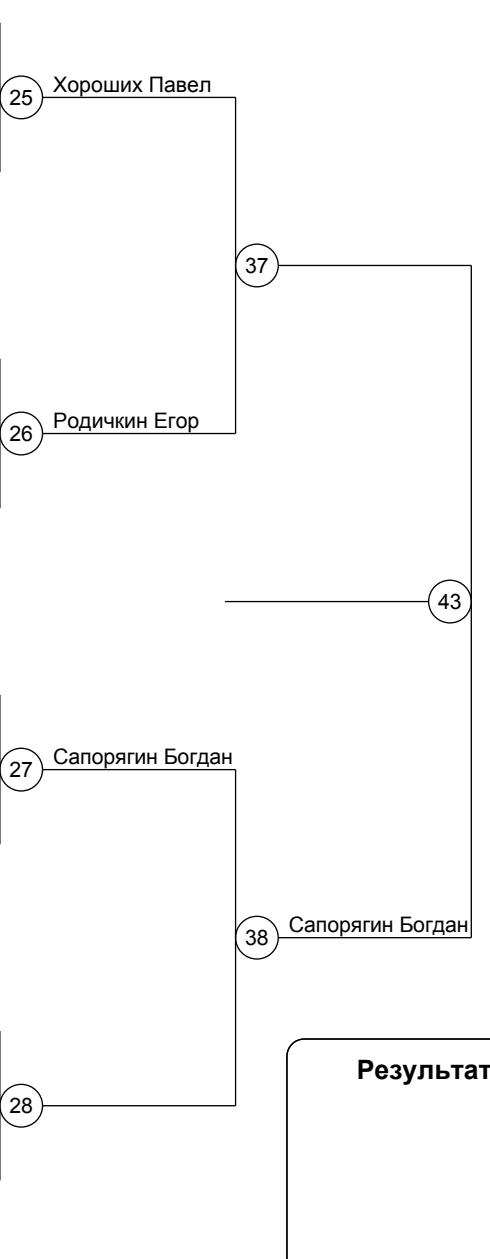 25 Хороших Павел
37
26 Родичкин Егор
43
27 Сапорягин Богдан
38 Сапорягин Богдан
Результат
28